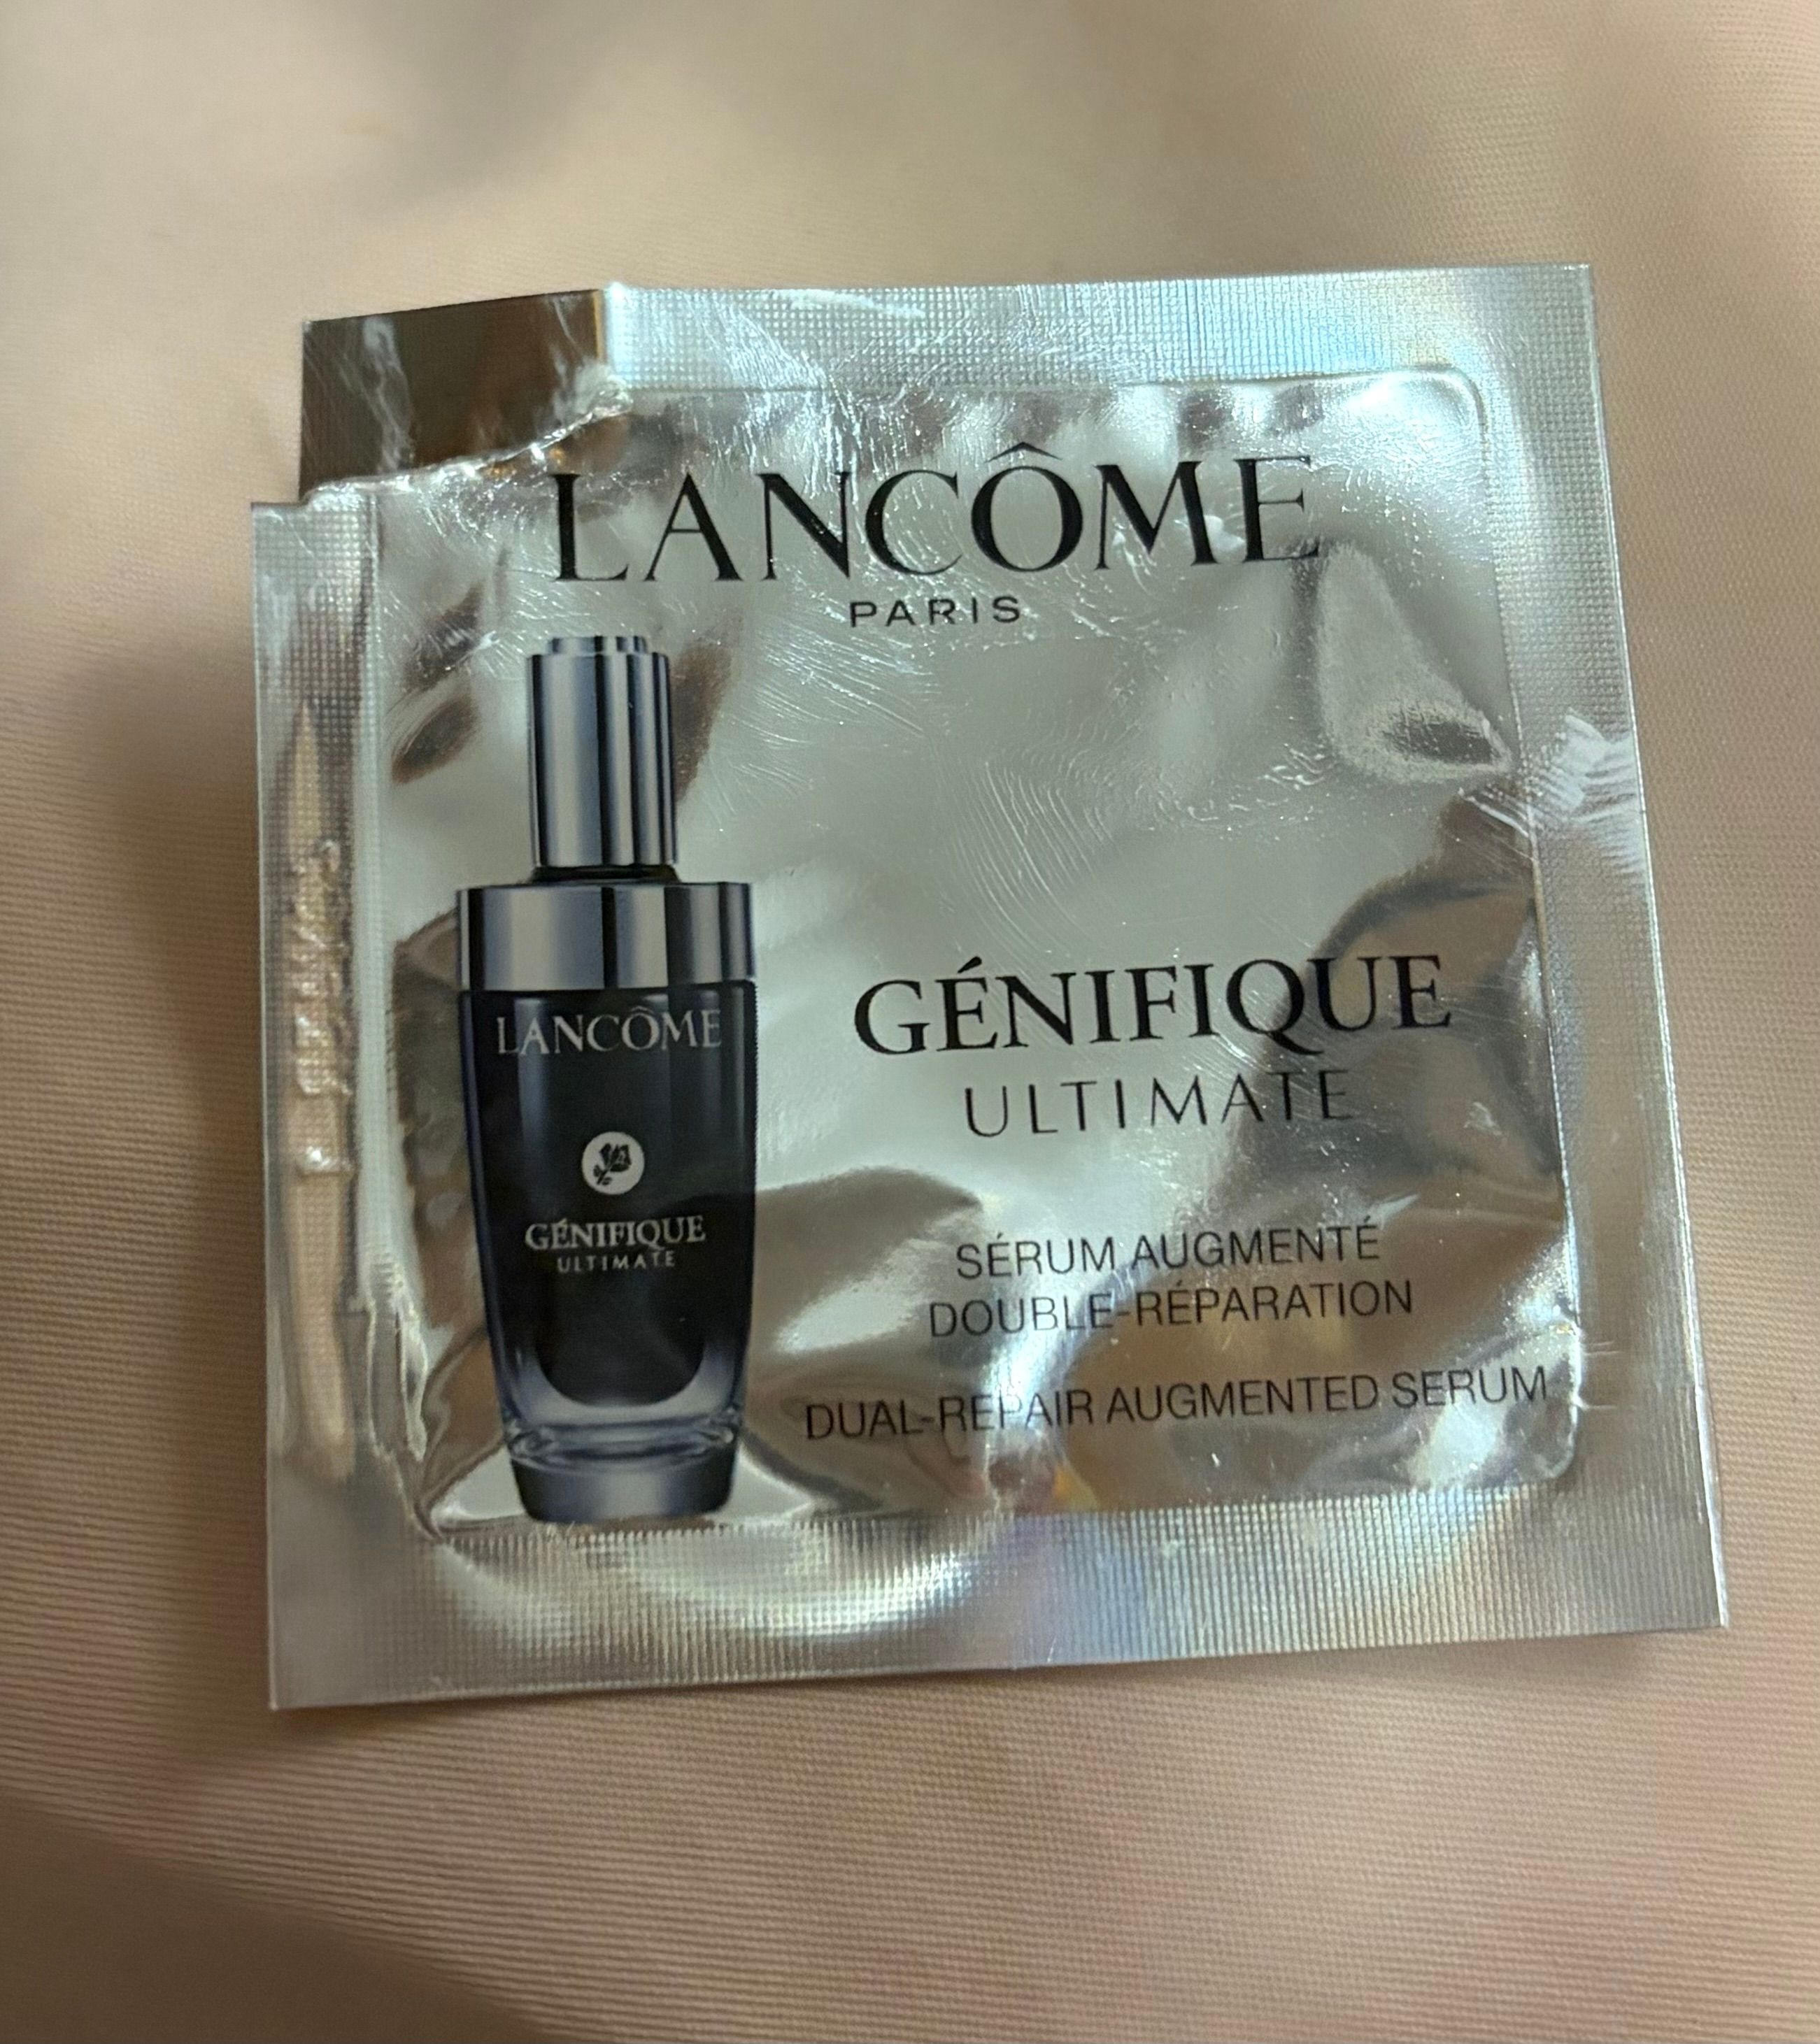 LANCÔME
PARIS
LANCÔME
GÉNIFIQUE
ULTIMATE
GÉNIFIQUE
ULTIMATE
SÉRUM AUGMENTÉ
DOUBLE-RÉPARATION
DUAL-REPAIR AUGMENTED SERUM